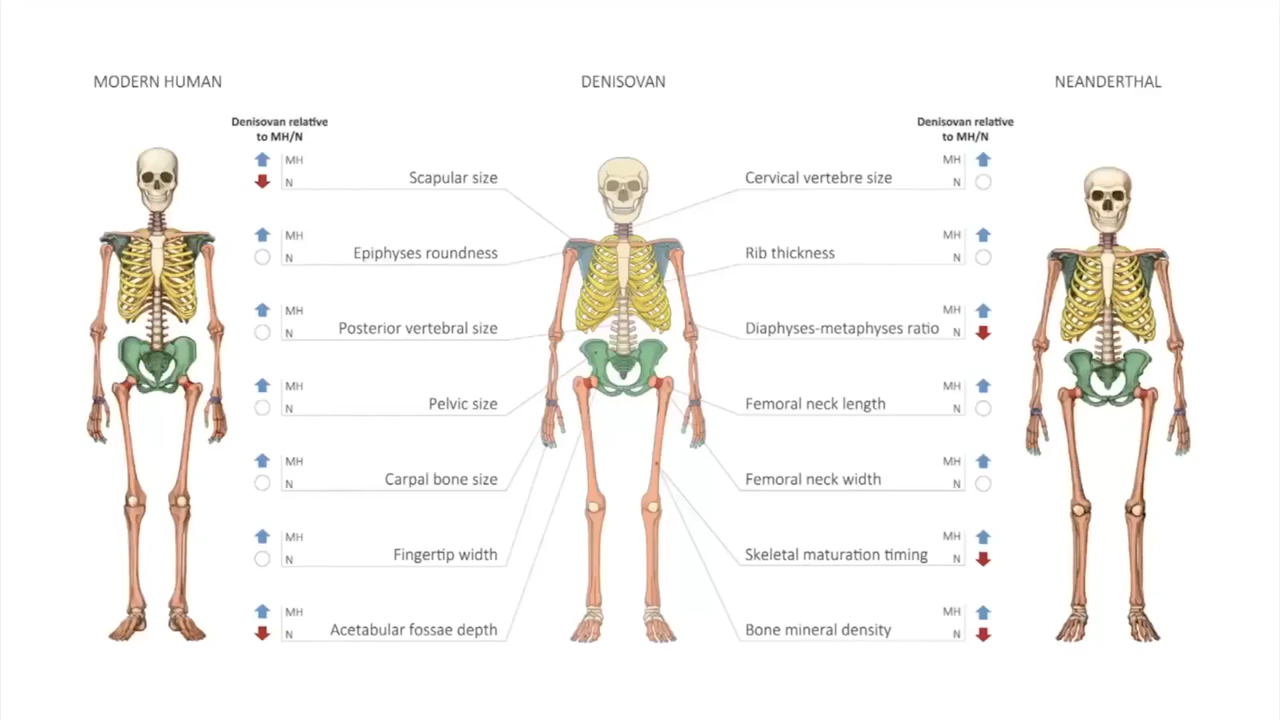 MODERN HUMAN
DENISOVAN
NEANDERTHAL
Denisovan relative
to MH/N
MH
N
Scapular size
MH
N
Epiphyses roundness
MH
N
Posterior vertebral size
MH
N
Pelvic size
MH
N
Carpal bone size
MH
N
Fingertip width
MH
N
Acetabular fossae depth
Denisovan relative
to MH/N
Cervical vertebre size
MH
N
Rib thickness
MH
N
Diaphyses-metaphyses ratio
MH
N
Femoral neck length
MH
N
Femoral neck width
MH
N
Skeletal maturation timing
MH
N
Bone mineral density
MH
N